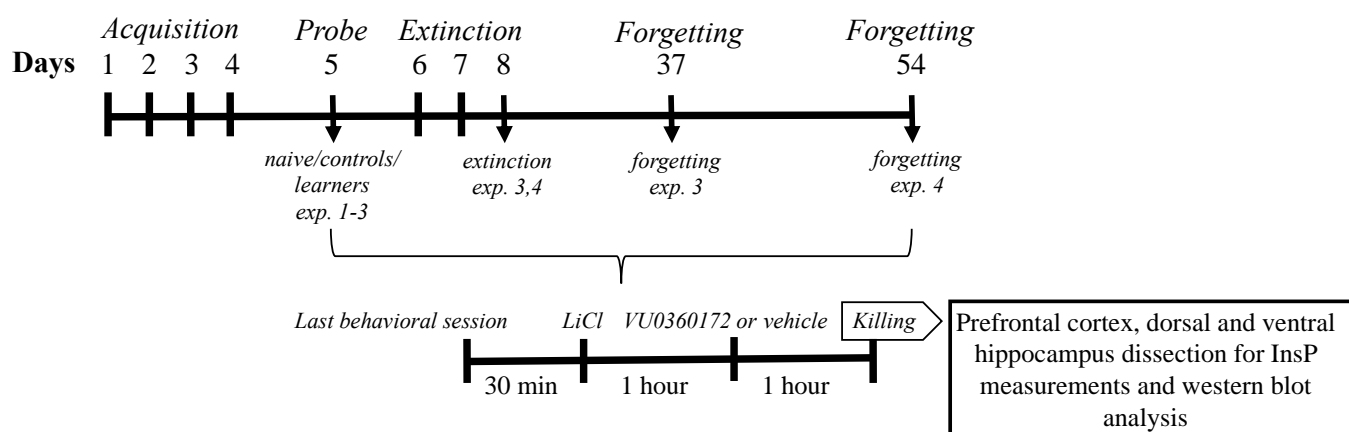 Acquisition Probe Extinction Forgetting Forgetting
Days 1 2 3 4 5 6 7 8 37 54
naive/controls/
learners
exp. 1-3
extinction
exp. 3,4
forgetting
exp. 3
forgetting
exp. 4
Last behavioral session LiCl VU0360172 or vehicle Killing
30 min 1 hour 1 hour
Prefrontal cortex, dorsal and ventral
hippocampus dissection for InsP
measurements and western blot
analysis